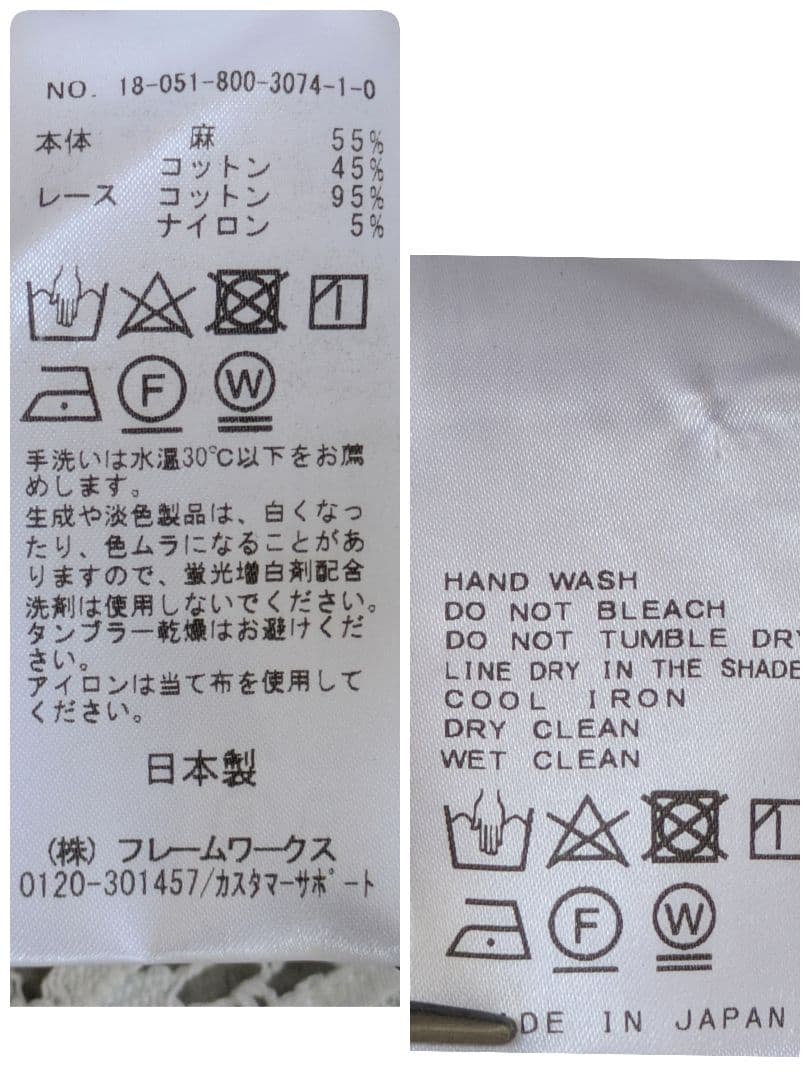 NO. 18-051-800-3074-1-0
本体 麻 55%
コットン 45%
レース コットン 95%
ナイロン 5%
F W
手洗いは水温30℃以下をお薦
めします。
生成や淡色製品は、白くなっ
たり、色ムラになることがあ
りますので、蛍光増白剤配合
洗剤は使用しないでください。
タンブラー乾燥はお避けくだ
さい。
アイロンは当て布を使用して
ください。
日本製
(株) フレームワークス
0120-301457/カスタマーサポート
HAND WASH
DO NOT BLEACH
DO NOT TUMBLE DRY
LINE DRY IN THE SHADE
COOL IRON
DRY CLEAN
WET CLEAN
F W
DE IN JAPAN